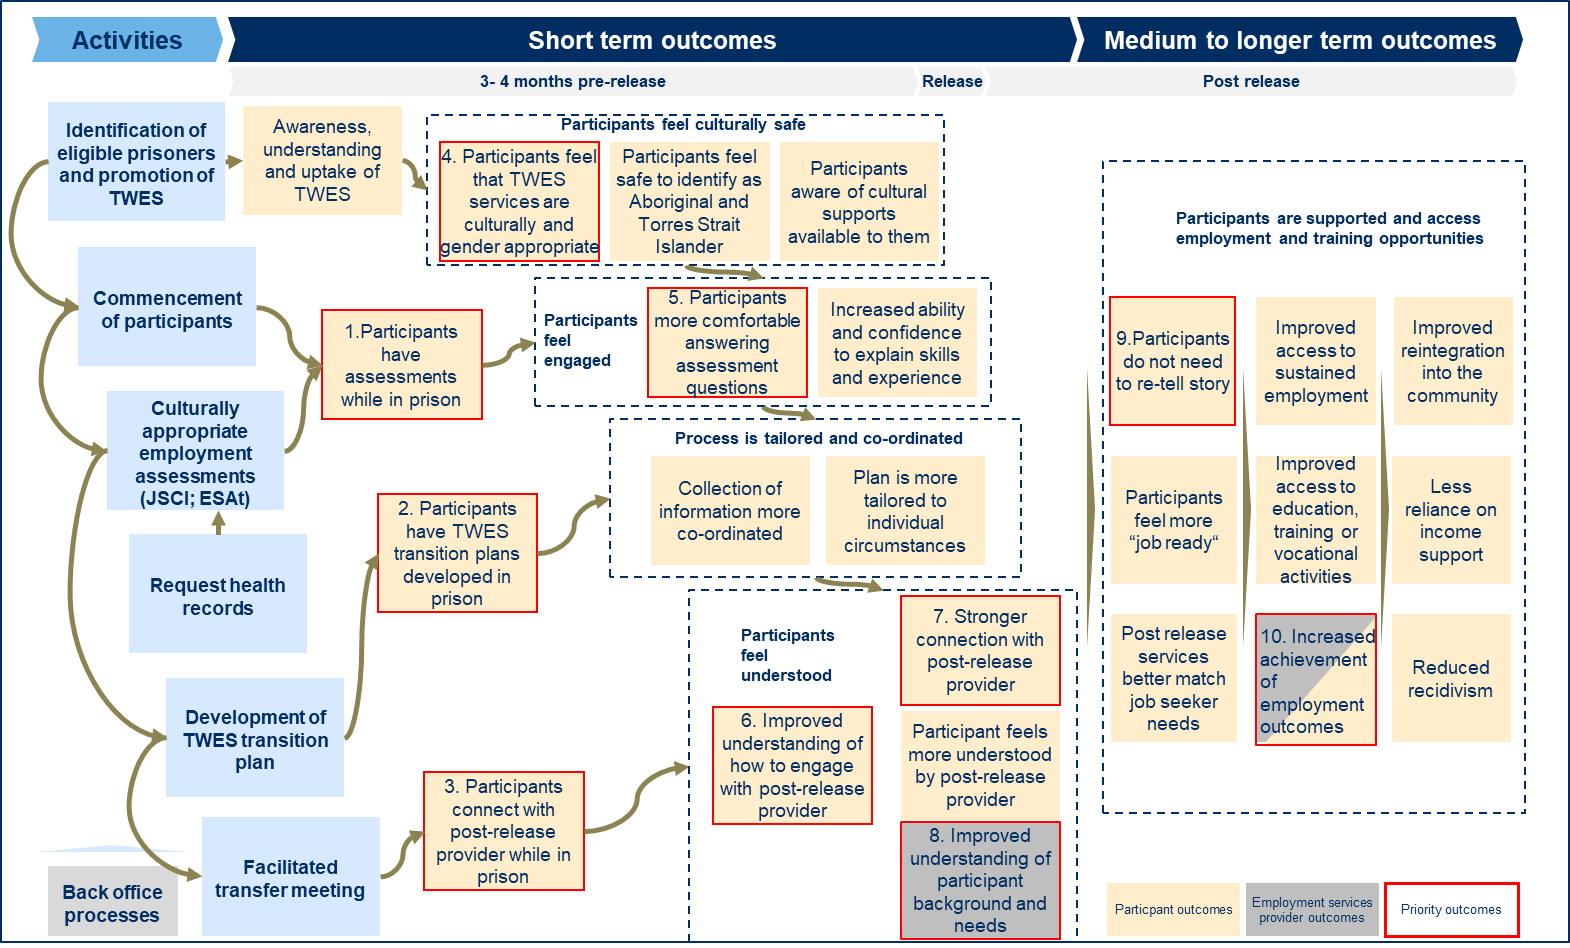 Activities
Short term outcomes
Medium to longer term outcomes
3- 4 months pre-release
Release
Post release
Identification of
eligible prisoners
and promotion of
TWES
Awareness,
understanding
and uptake of
TWES
Participants feel culturally safe
4. Participants feel
that TWES
services are
culturally and
gender appropriate
Participants feel
safe to identify as
Aboriginal and
Torres Strait
Islander
Participants
aware of cultural
supports
available to them
Commencement
of participants
1.Participants
have
assessments
while in prison
Participants
feel
engaged
5. Participants
more comfortable
answering
assessment
questions
Increased ability
and confidence
to explain skills
and experience
Culturally
appropriate
employment
assessments
(JSCI; ESAt)
Process is tailored and co-ordinated
Collection of
information more
co-ordinated
Plan is more
tailored to
individual
circumstances
Request health
records
2. Participants
have TWES
transition plans
developed in
prison
Development of
TWES transition
plan
Participants
feel
understood
6. Improved
understanding of
how to engage
with post-release
provider
7. Stronger
connection with
post-release
provider
Participant feels
more understood
by post-release
provider
8. Improved
understanding of
participant
background and
needs
Facilitated
transfer meeting
3. Participants
connect with
post-release
provider while in
prison
Back office
processes
Participants are supported and access
employment and training opportunities
9.Participants
do not need
to re-tell story
Improved
access to
sustained
employment
Improved
reintegration
into the
community
Participants
feel more
“job ready“
Improved
access to
education,
training or
vocational
activities
Less
reliance on
income
support
Post release
services
better match
job seeker
needs
10. Increased
achievement
of
employment
outcomes
Reduced
recidivism
Particpant outcomes
Employment services
provider outcomes
Priority outcomes